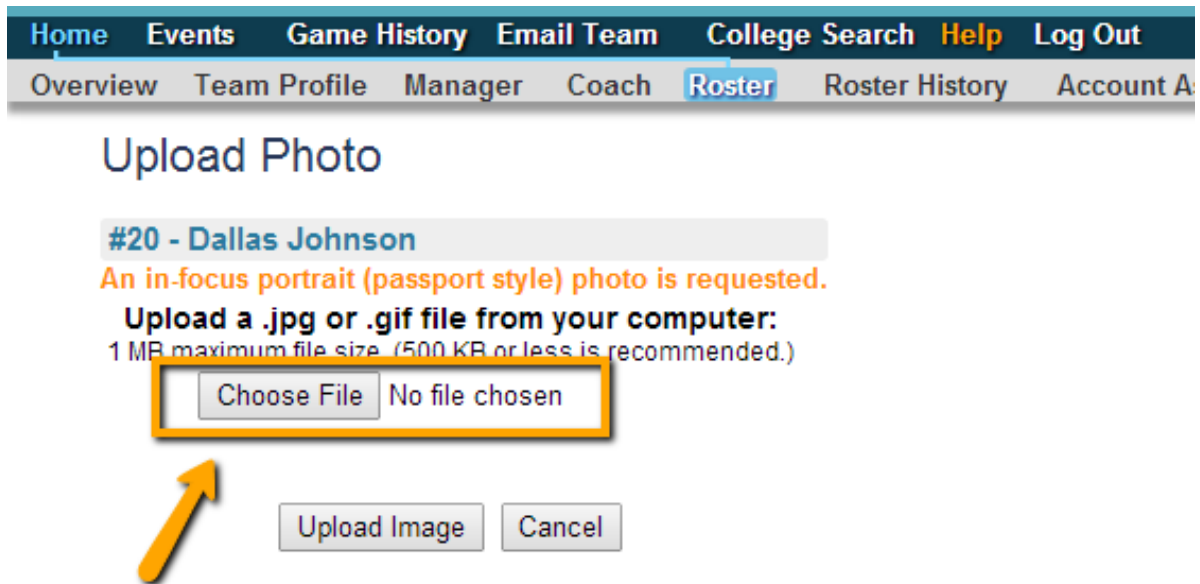 Home Events Game History Email Team College Search Help Log Out
Overview Team Profile Manager Coach Roster Roster History Account
Upload Photo
#20 - Dallas Johnson
An in-focus portrait (passport style) photo is requested.
Upload a .jpg or .gif file from your computer:
1 MB maximum file size. (500 KB or less is recommended.)
Choose File No file chosen
Upload Image Cancel